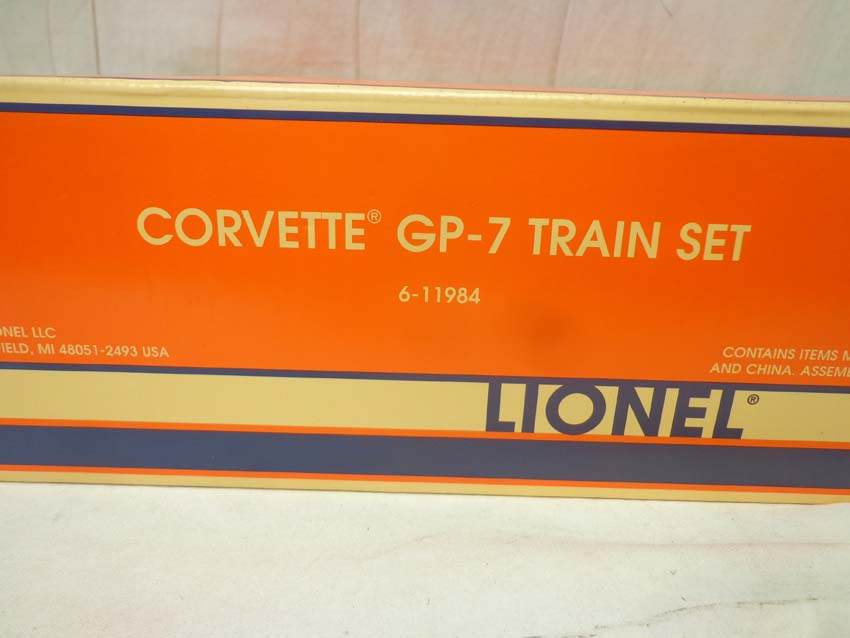 CORVETTE® GP-7 TRAIN SET
6-11984
ONEL LLC
IELD, MI 48051-2493 USA
CONTAINS ITEMS M
AND CHINA. ASSEM
LIONEL®